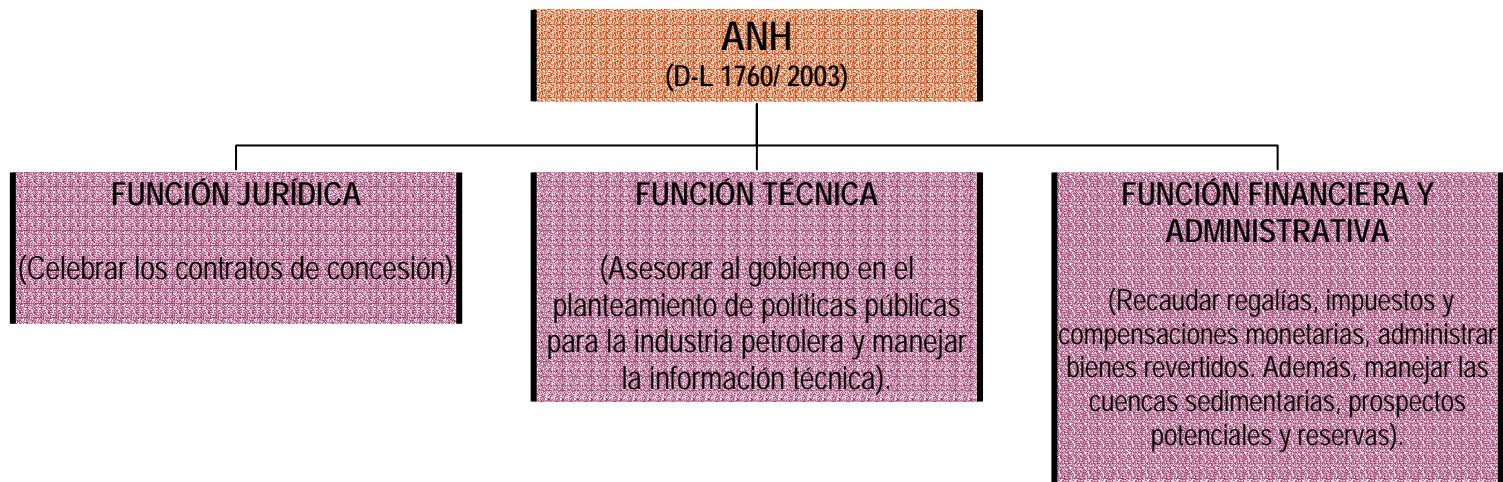 ANH
(D-L 1760/ 2003)
FUNCIÓN JURÍDICA
(Celebrar los contratos de concesión)
FUNCIÓN TÉCNICA
(Asesorar al gobierno en el
planteamiento de políticas públicas
para la industria petrolera y manejar
la información técnica).
FUNCIÓN FINANCIERA Y
ADMINISTRATIVA
(Recaudar regalías, impuestos y
compensaciones monetarias, administrar
bienes revertidos. Además, manejar las
cuencas sedimentarias, prospectos
potenciales y reservas).